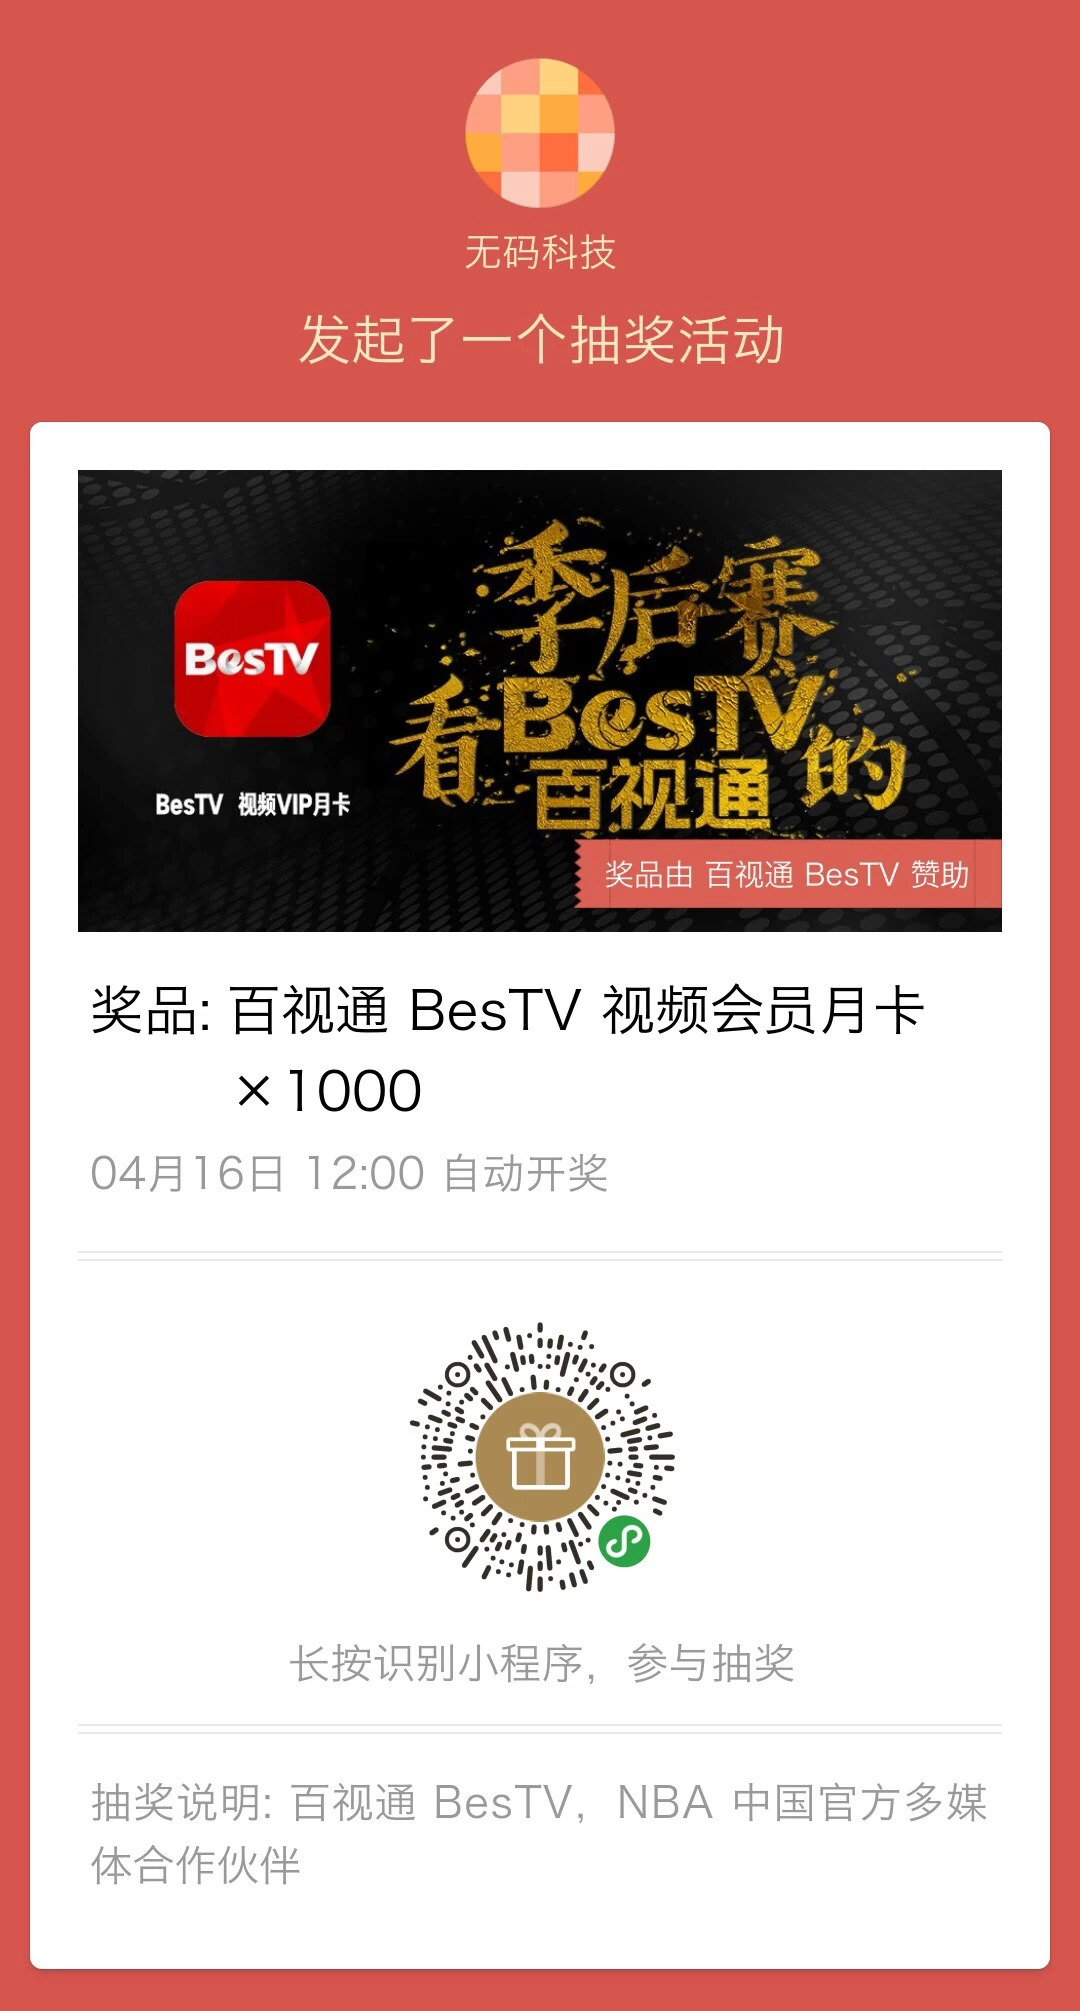 无码科技
发起了一个抽奖活动
季后赛
BesTV
看BesTV的
百视通
BesTV 视频VIP月卡
奖品由 百视通 BesTV 赞助
奖品: 百视通 BesTV 视频会员月卡
×1000
04月16日 12:00 自动开奖
长按识别小程序，参与抽奖
抽奖说明: 百视通 BesTV，NBA 中国官方多媒
体合作伙伴